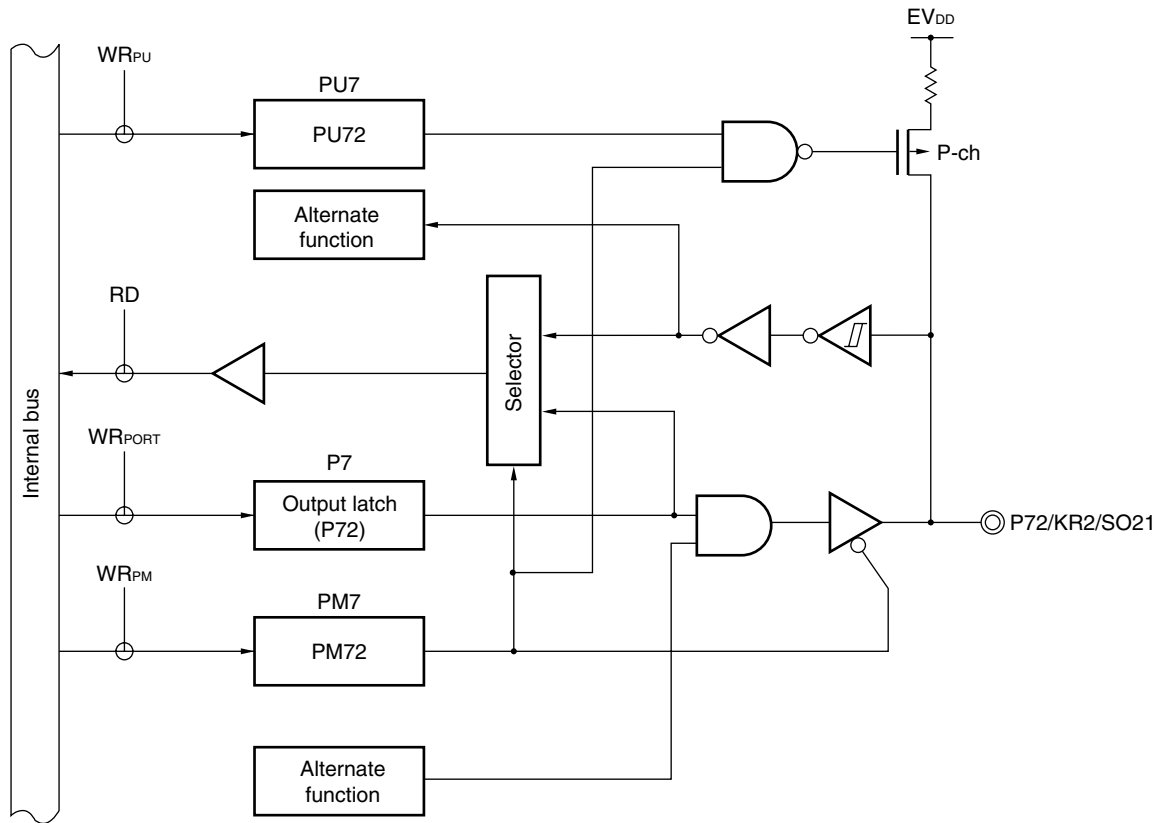 EVDD
WRPU
PU7
PU72
P-ch
Alternate
function
RD
Selector
Internal bus
WRPORT
P7
Output latch
(P72)
P72/KR2/SO21
WRPM
PM7
PM72
Alternate
function